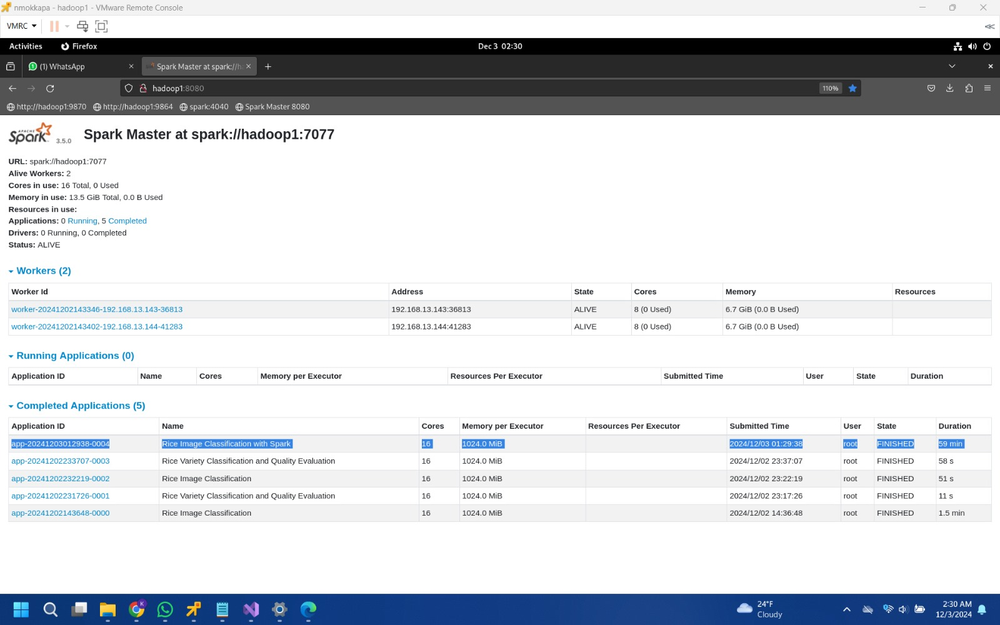 nmokkapa - hadoop1 - VMware Remote Console
VMRC
Activities Firefox Dec 3 02:30
(1) WhatsApp Spark Master at spark://h
hadoop1:8080 110%
http://hadoop1:9870 http://hadoop1:9864 spark:4040 Spark Master 8080
APACHE Spark 3.5.0 Spark Master at spark://hadoop1:7077
URL: spark://hadoop1:7077
Alive Workers: 2
Cores in use: 16 Total, 0 Used
Memory in use: 13.5 GiB Total, 0.0 B Used
Resources in use:
Applications: 0 Running, 5 Completed
Drivers: 0 Running, 0 Completed
Status: ALIVE
Workers (2)
Worker Id Address State Cores Memory Resources
worker-20241202143346-192.168.13.143-36813 192.168.13.143:36813 ALIVE 8 (0 Used) 6.7 GiB (0.0 B Used)
worker-20241202143402-192.168.13.144-41283 192.168.13.144:41283 ALIVE 8 (0 Used) 6.7 GiB (0.0 B Used)
Running Applications (0)
Application ID Name Cores Memory per Executor Resources Per Executor Submitted Time User State Duration
Completed Applications (5)
Application ID Name Cores Memory per Executor Resources Per Executor Submitted Time User State Duration
app-20241203012938-0004 Rice Image Classification with Spark 16 1024.0 MiB 2024/12/03 01:29:38 root FINISHED 59 min
app-20241202233707-0003 Rice Variety Classification and Quality Evaluation 16 1024.0 MiB 2024/12/02 23:37:07 root FINISHED 58 s
app-20241202232219-0002 Rice Image Classification 16 1024.0 MiB 2024/12/02 23:22:19 root FINISHED 51 s
app-20241202231726-0001 Rice Variety Classification and Quality Evaluation 16 1024.0 MiB 2024/12/02 23:17:26 root FINISHED 11 s
app-20241202143648-0000 Rice Image Classification 16 1024.0 MiB 2024/12/02 14:36:48 root FINISHED 1.5 min
K
24°F 2:30 AM
Cloudy 12/3/2024